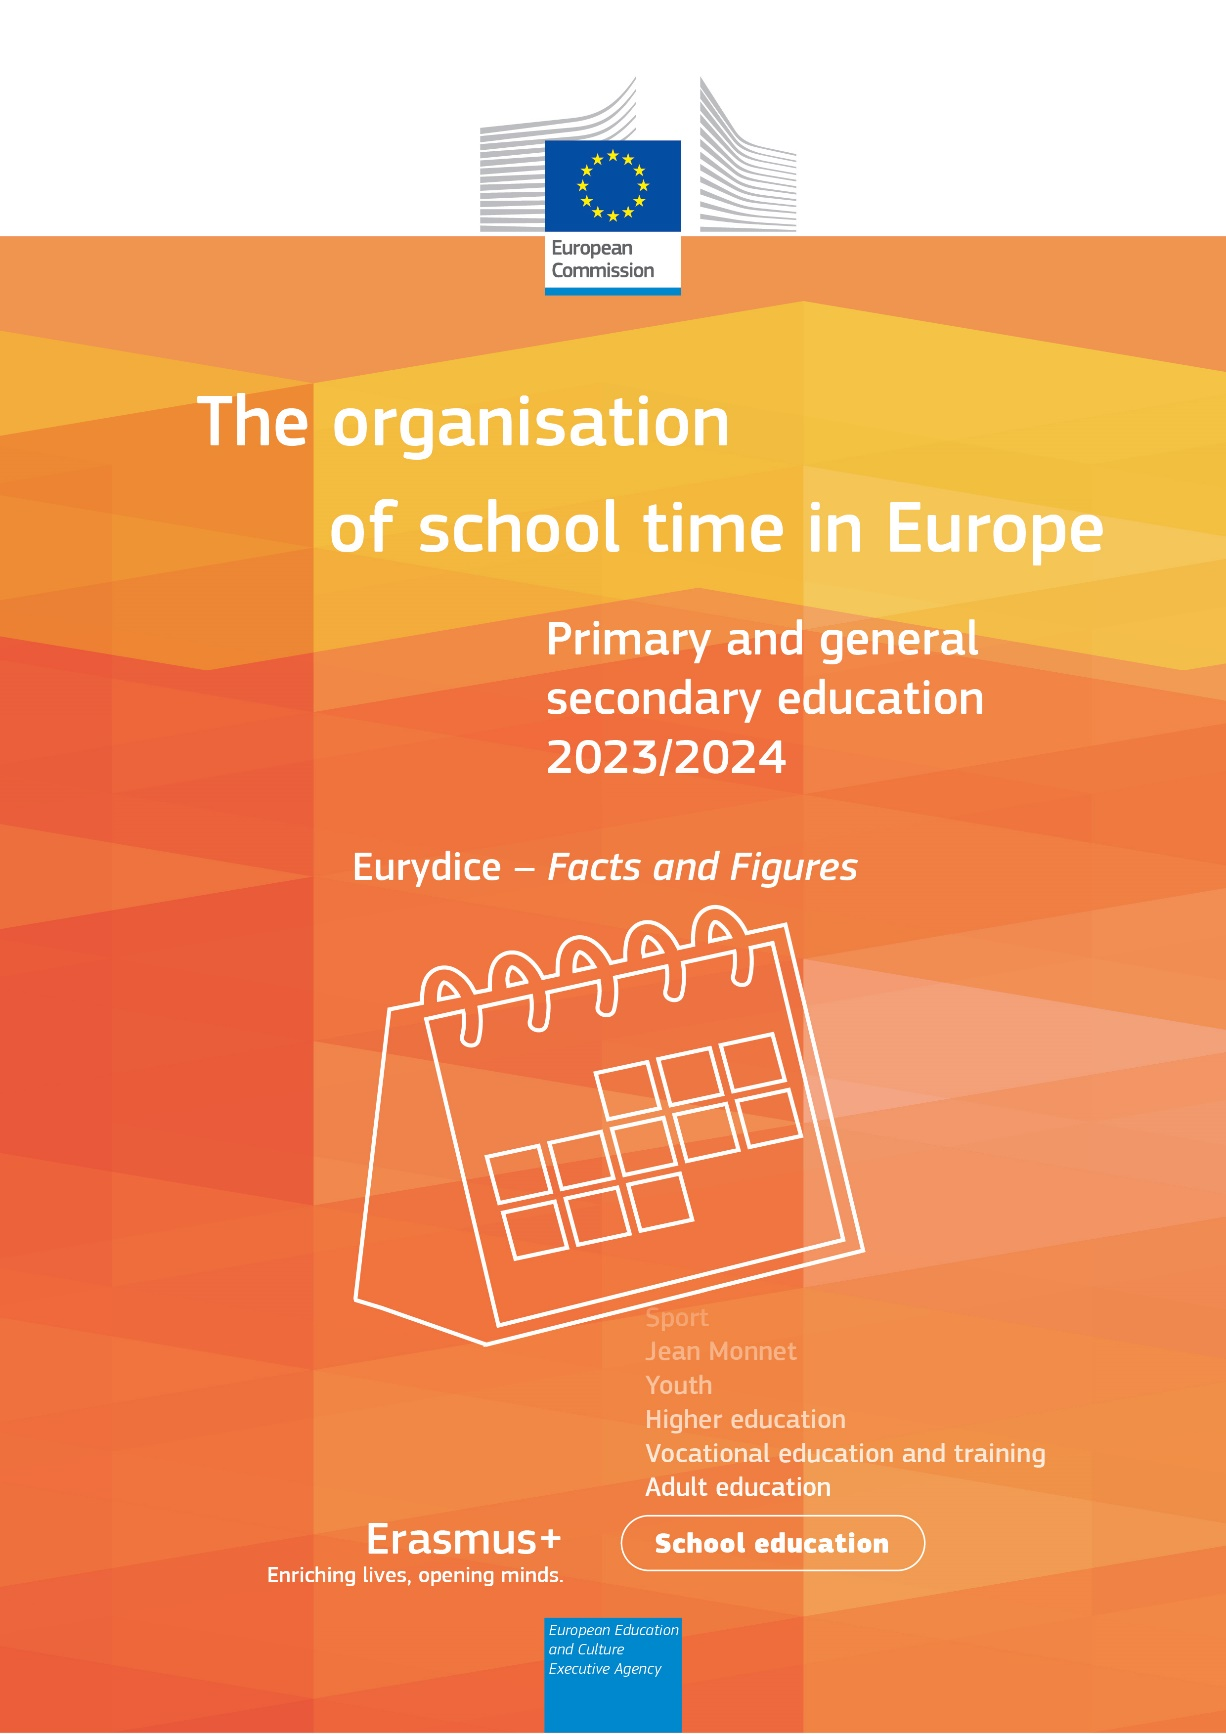 European
Commission
The organisation
of school time in Europe
Primary and general
secondary education
2023/2024
Eurydice – Facts and Figures
Sport
Jean Monnet
Youth
Higher education
Vocational education and training
Adult education
School education
Erasmus+
Enriching lives, opening minds.
European Education
and Culture
Executive Agency